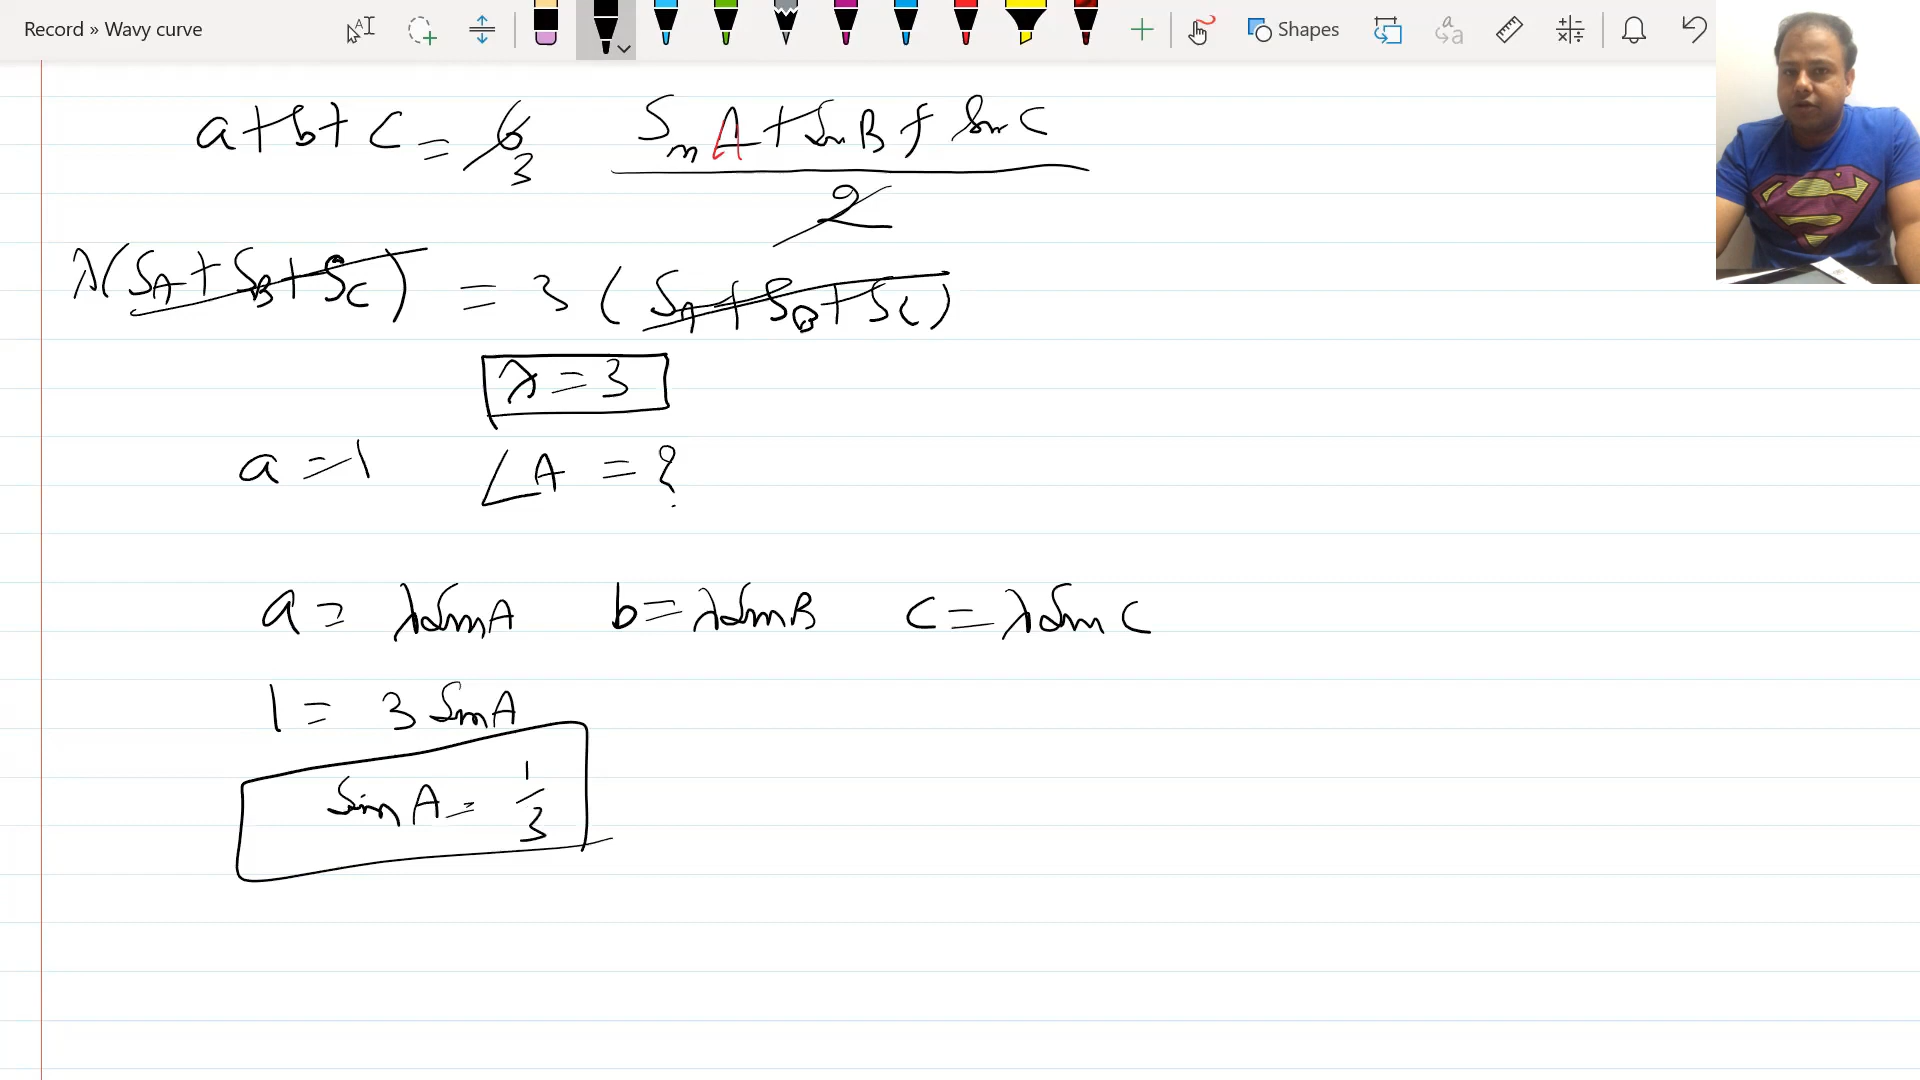 Record » Wavy curve
Shapes
a+b+c = 6 3 (Sin A + Sin B + Sin C)/2
λ(SA + SB + SC) = 3 (SA + SB + SC)
λ = 3
a = 1 ∠A = ?
a = λ Sin A b = λ Sin B c = λ Sin C
1 = 3 Sin A
Sin A = 1/3